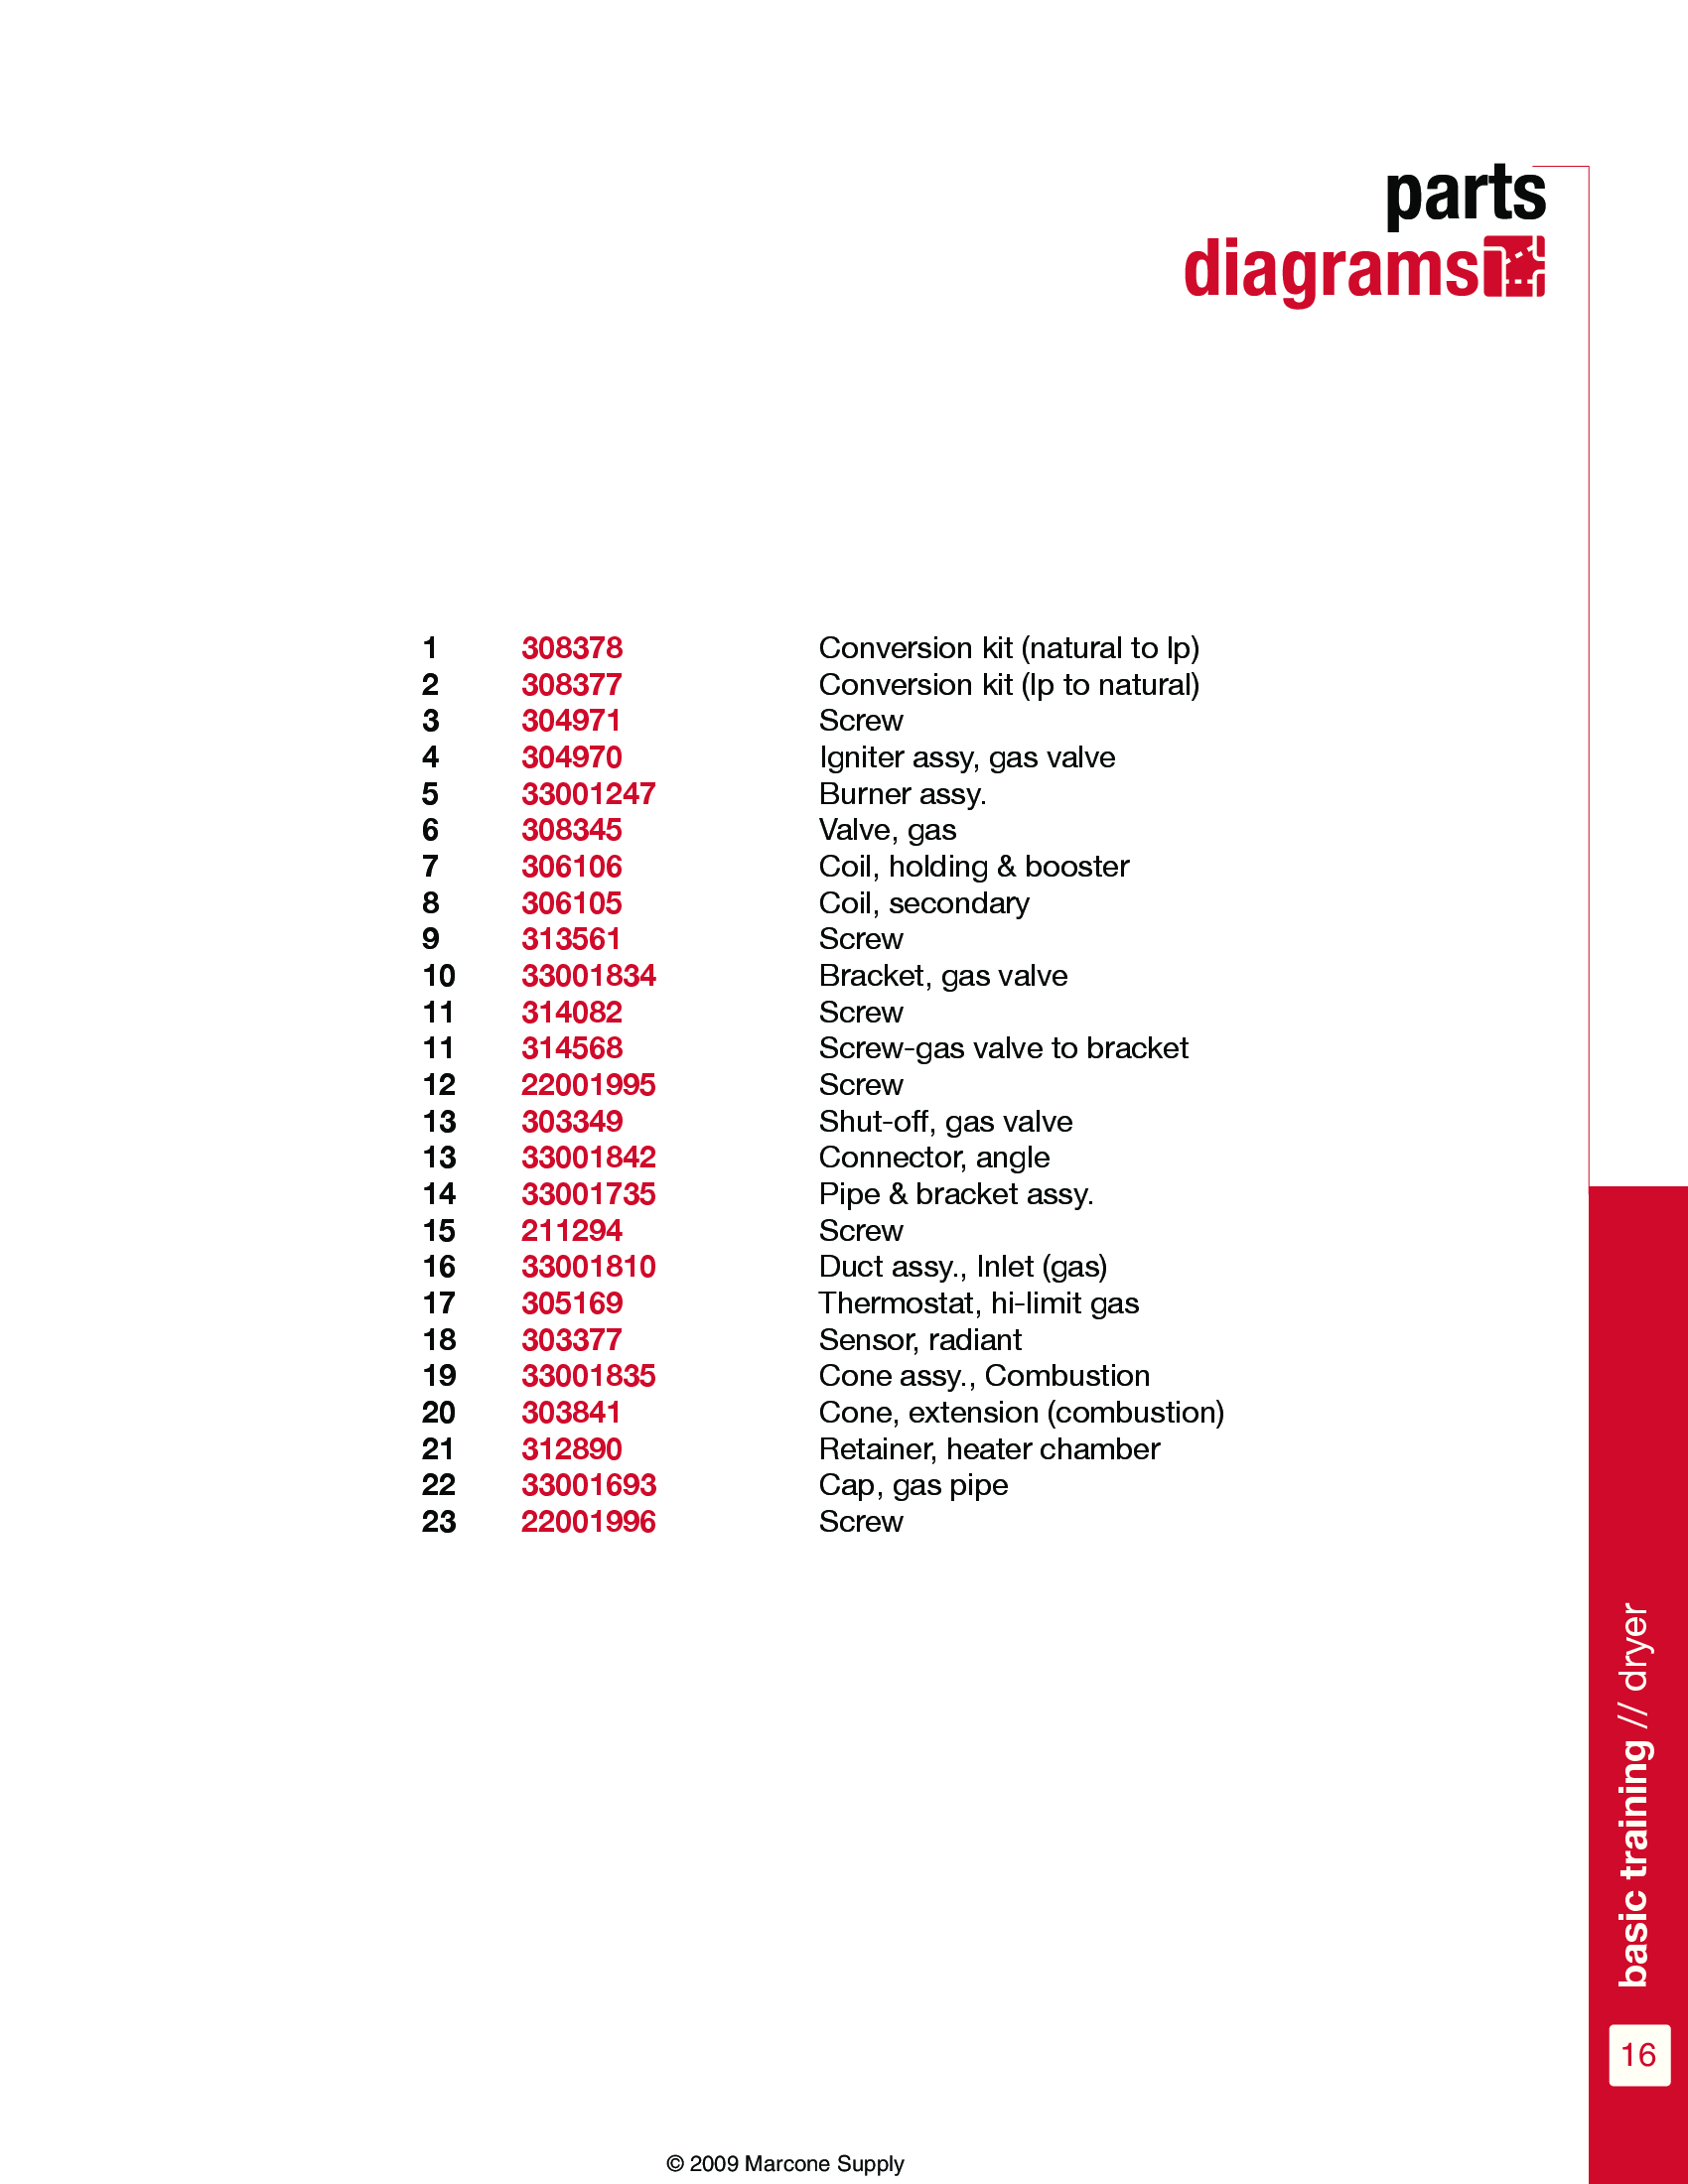 parts
diagrams
1 308378 Conversion kit (natural to lp)
2 308377 Conversion kit (lp to natural)
3 304971 Screw
4 304970 Igniter assy, gas valve
5 33001247 Burner assy.
6 308345 Valve, gas
7 306106 Coil, holding & booster
8 306105 Coil, secondary
9 313561 Screw
10 33001834 Bracket, gas valve
11 314082 Screw
11 314568 Screw-gas valve to bracket
12 22001995 Screw
13 303349 Shut-off, gas valve
13 33001842 Connector, angle
14 33001735 Pipe & bracket assy.
15 211294 Screw
16 33001810 Duct assy., Inlet (gas)
17 305169 Thermostat, hi-limit gas
18 303377 Sensor, radiant
19 33001835 Cone assy., Combustion
20 303841 Cone, extension (combustion)
21 312890 Retainer, heater chamber
22 33001693 Cap, gas pipe
23 22001996 Screw
basic training // dryer
16
© 2009 Marcone Supply